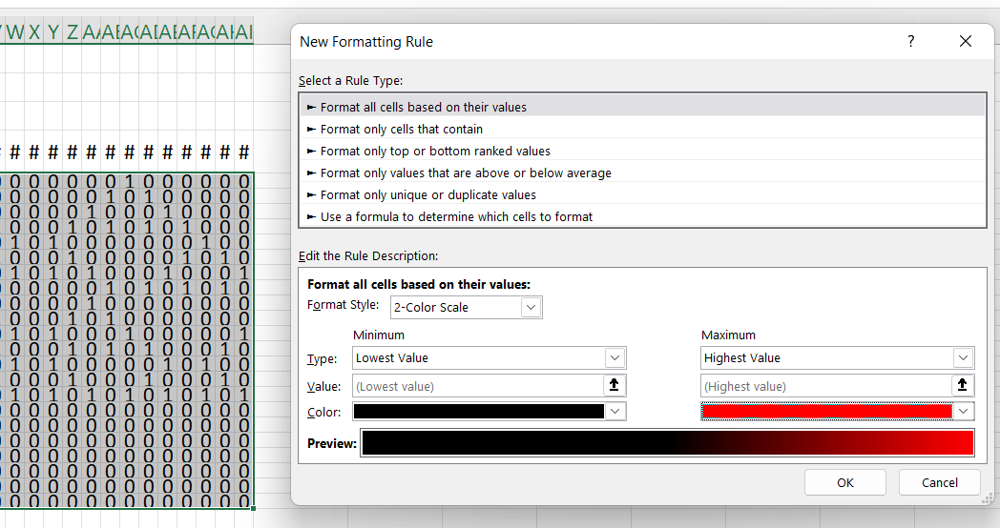 W X Y Z
# # # # # # # # # # # # #
0 0 0 0 0 0 1 0 0 0 0 0 0
0 0 0 0 0 1 0 1 0 0 0 0 0
0 0 0 0 1 0 0 0 1 0 0 0 0
0 0 0 1 0 1 0 1 0 1 0 0 0
1 0 1 0 0 0 0 0 0 0 1 0 0
0 0 0 1 0 0 0 0 0 1 0 1 0
1 0 1 0 1 0 0 0 1 0 0 0 1
0 0 0 0 0 1 0 1 0 1 0 1 0
0 0 0 0 1 0 0 0 0 0 0 0 0
0 0 0 1 0 1 0 0 0 0 0 0 0
1 0 1 0 0 0 1 0 0 0 0 0 1
0 0 0 1 0 1 0 1 0 0 0 1 0
1 0 1 0 0 0 0 0 1 0 1 0 0
0 0 0 1 0 0 0 1 0 0 0 1 0
1 0 1 0 1 0 1 0 1 0 1 0 1
0 0 0 0 0 0 0 0 0 0 0 0 0
0 0 0 0 0 0 0 0 0 0 0 0 0
0 0 0 0 0 0 0 0 0 0 0 0 0
0 0 0 0 0 0 0 0 0 0 0 0 0
0 0 0 0 0 0 0 0 0 0 0 0 0
0 0 0 0 0 0 0 0 0 0 0 0 0
0 0 0 0 0 0 0 0 0 0 0 0 0
New Formatting Rule ?
Select a Rule Type:
► Format all cells based on their values
► Format only cells that contain
► Format only top or bottom ranked values
► Format only values that are above or below average
► Format only unique or duplicate values
► Use a formula to determine which cells to format
Edit the Rule Description:
Format all cells based on their values:
Format Style: 2-Color Scale
Minimum Maximum
Type: Lowest Value Highest Value
Value: (Lowest value) (Highest value)
Color:
Preview:
OK Cancel